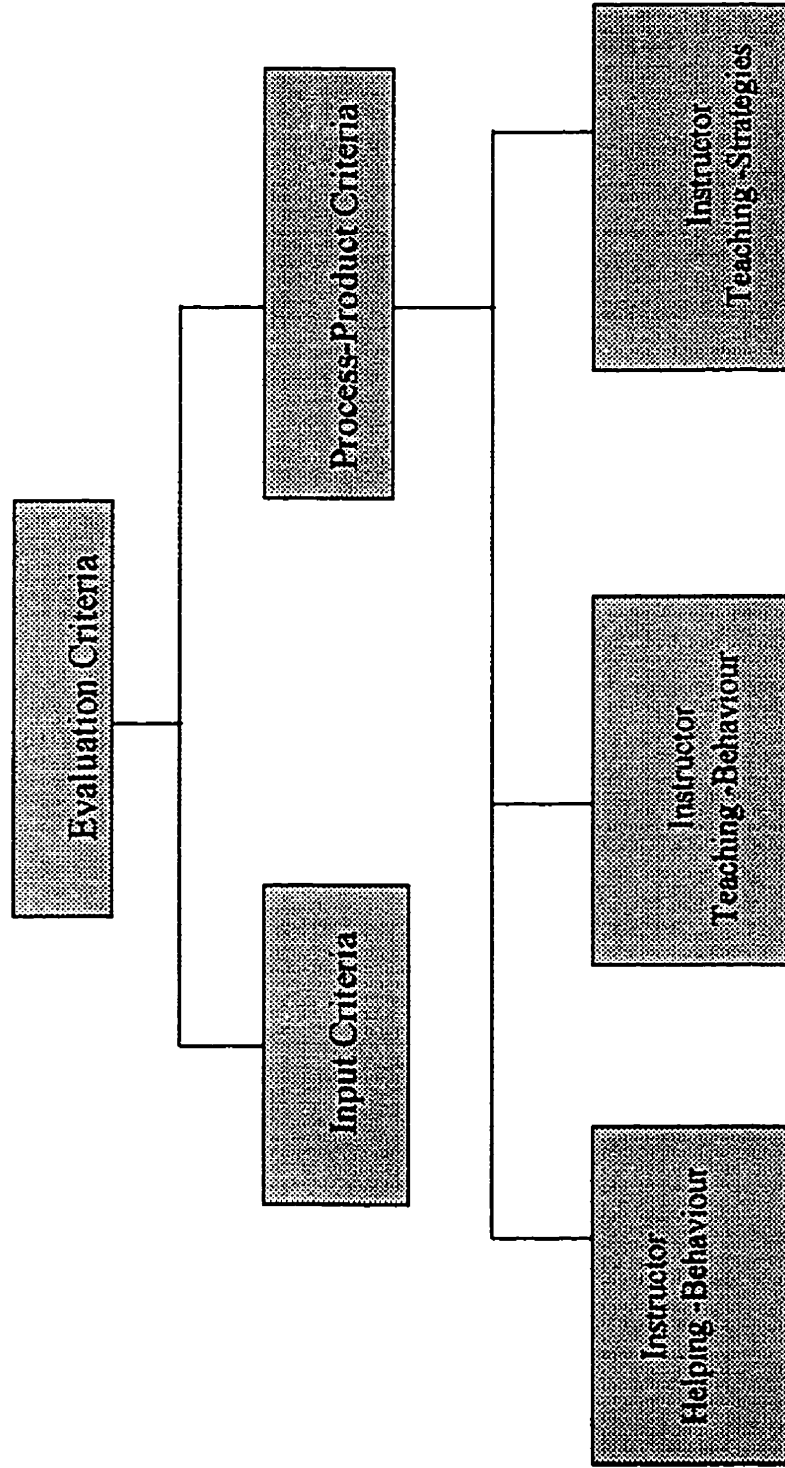 Evaluation Criteria
Input Criteria
Process-Product Criteria
Instructor
Helping-Behaviour
Instructor
Teaching-Behaviour
Instructor
Teaching-Strategies